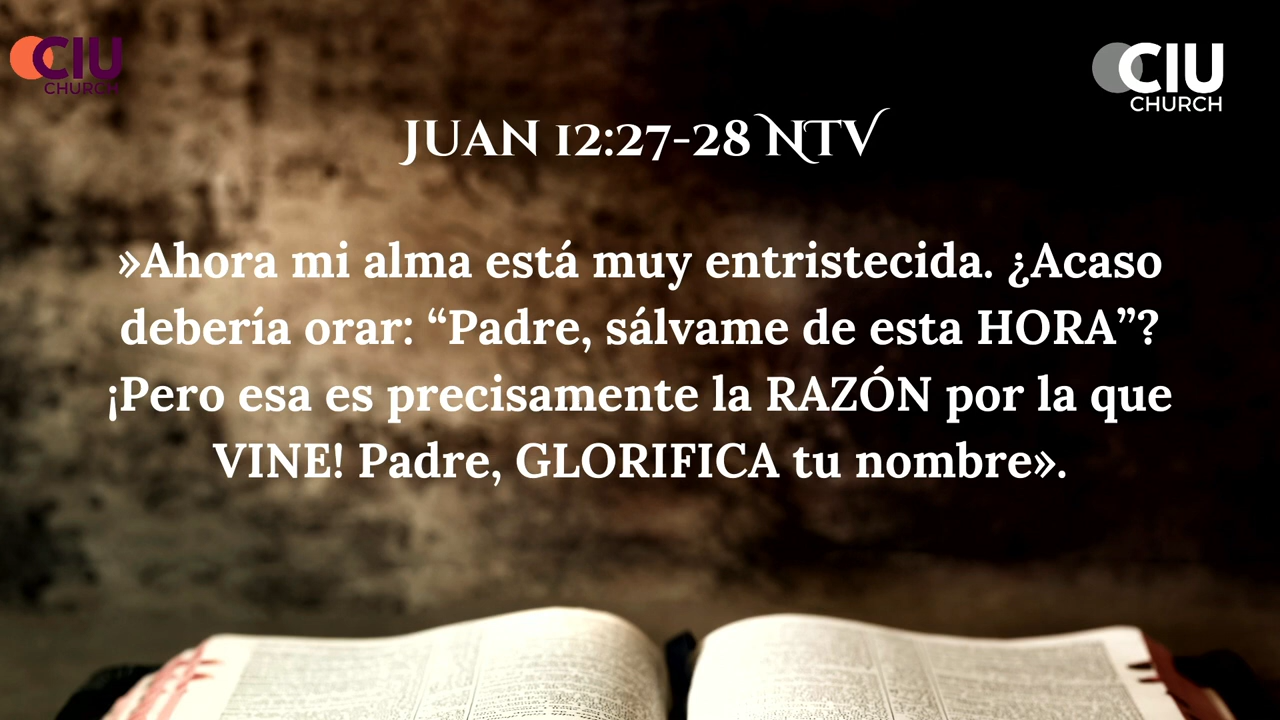 CIU
CHURCH
CIU
CHURCH
JUAN 12:27-28 NTV
»Ahora mi alma está muy entristecida. ¿Acaso
debería orar: “Padre, sálvame de esta HORA”?
¡Pero esa es precisamente la RAZÓN por la que
VINE! Padre, GLORIFICA tu nombre».